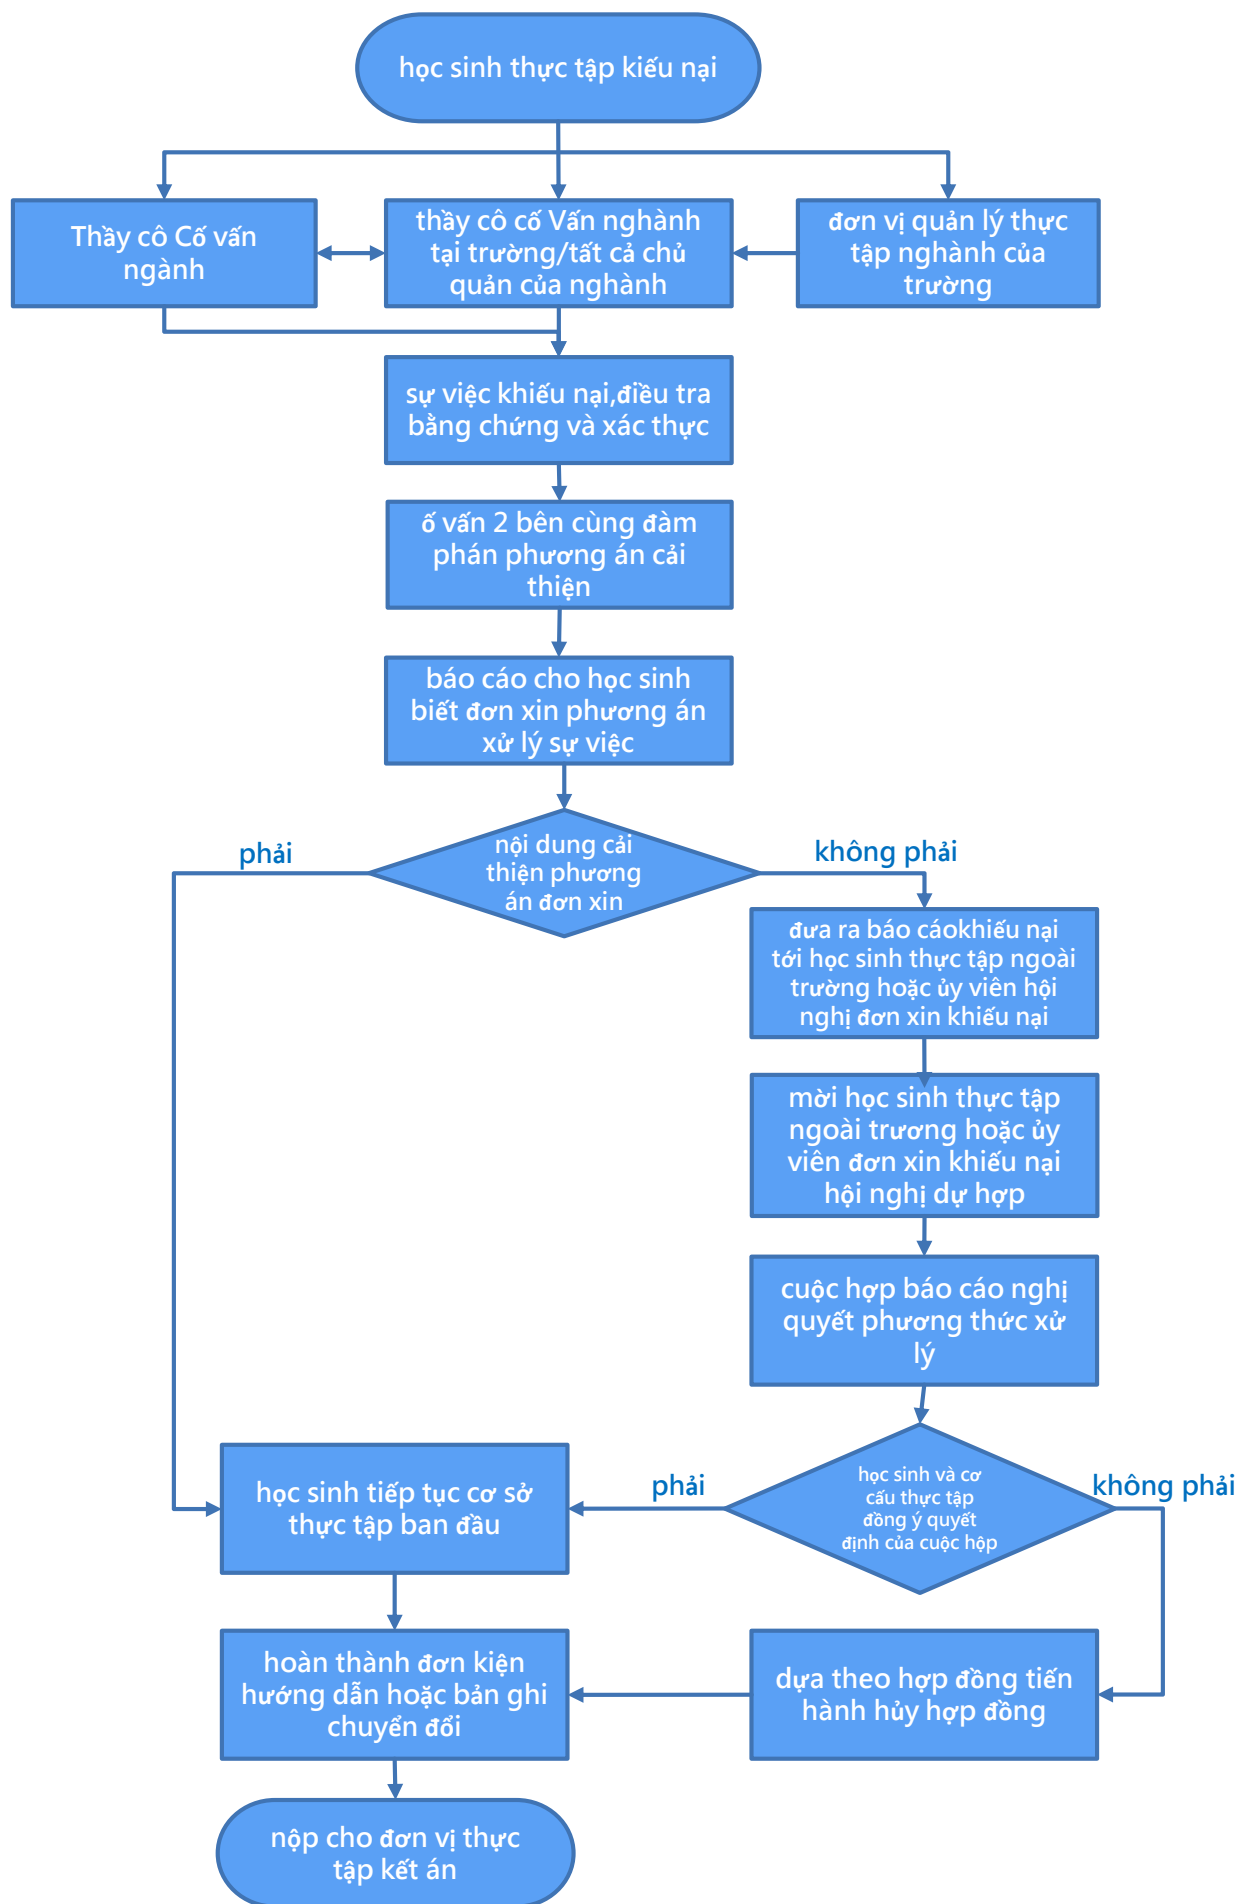 học sinh thực tập kiếu nại
Thầy cô Cố vấn
ngành
thầy cô cố Vấn nghành
tại trường/tất cả chủ
quản của nghành
đơn vị quản lý thực
tập nghành của
trường
sự việc khiếu nại,điều tra
bằng chứng và xác thực
ố vấn 2 bên cùng đàm
phán phương án cải
thiện
báo cáo cho học sinh
biết đơn xin phương án
xử lý sự việc
nội dung cải
thiện phương
án đơn xin
phải
không phải
đưa ra báo cáokhiếu nại
tới học sinh thực tập ngoài
trường hoặc ủy viên hội
nghị đơn xin khiếu nại
mời học sinh thực tập
ngoài trương hoặc ủy
viên đơn xin khiếu nại
hội nghị dự hợp
cuộc hợp báo cáo nghị
quyết phương thức xử
lý
học sinh và cơ
cấu thực tập
đồng ý quyết
định của cuộc hộp
phải
không phải
học sinh tiếp tục cơ sở
thực tập ban đầu
hoàn thành đơn kiện
hướng dẫn hoặc bản ghi
chuyển đổi
dựa theo hợp đồng tiến
hành hủy hợp đồng
nộp cho đơn vị thực
tập kết án